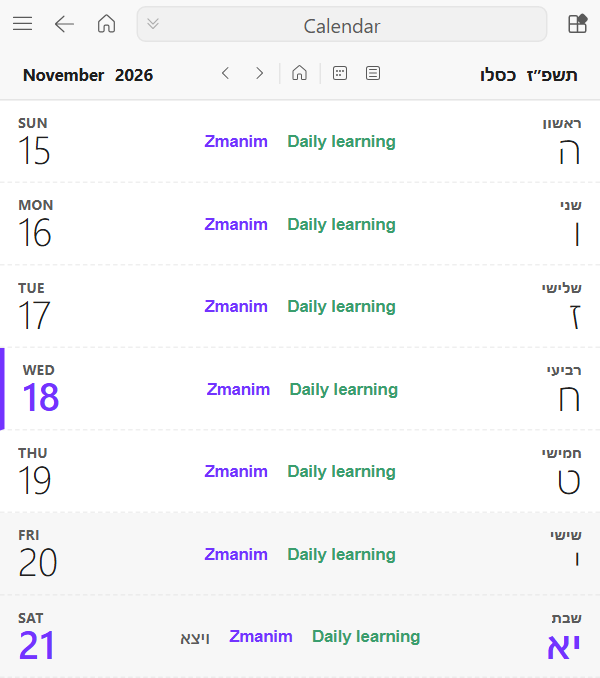 Calendar
November 2026
תשפ״ז כסלו
SUN
15
Zmanim Daily learning
ראשון
ה
MON
16
Zmanim Daily learning
שני
ו
TUE
17
Zmanim Daily learning
שלישי
ז
WED
18
Zmanim Daily learning
רביעי
ח
THU
19
Zmanim Daily learning
חמישי
ט
FRI
20
Zmanim Daily learning
שישי
י
SAT
21
ויצא Zmanim Daily learning
שבת
יא